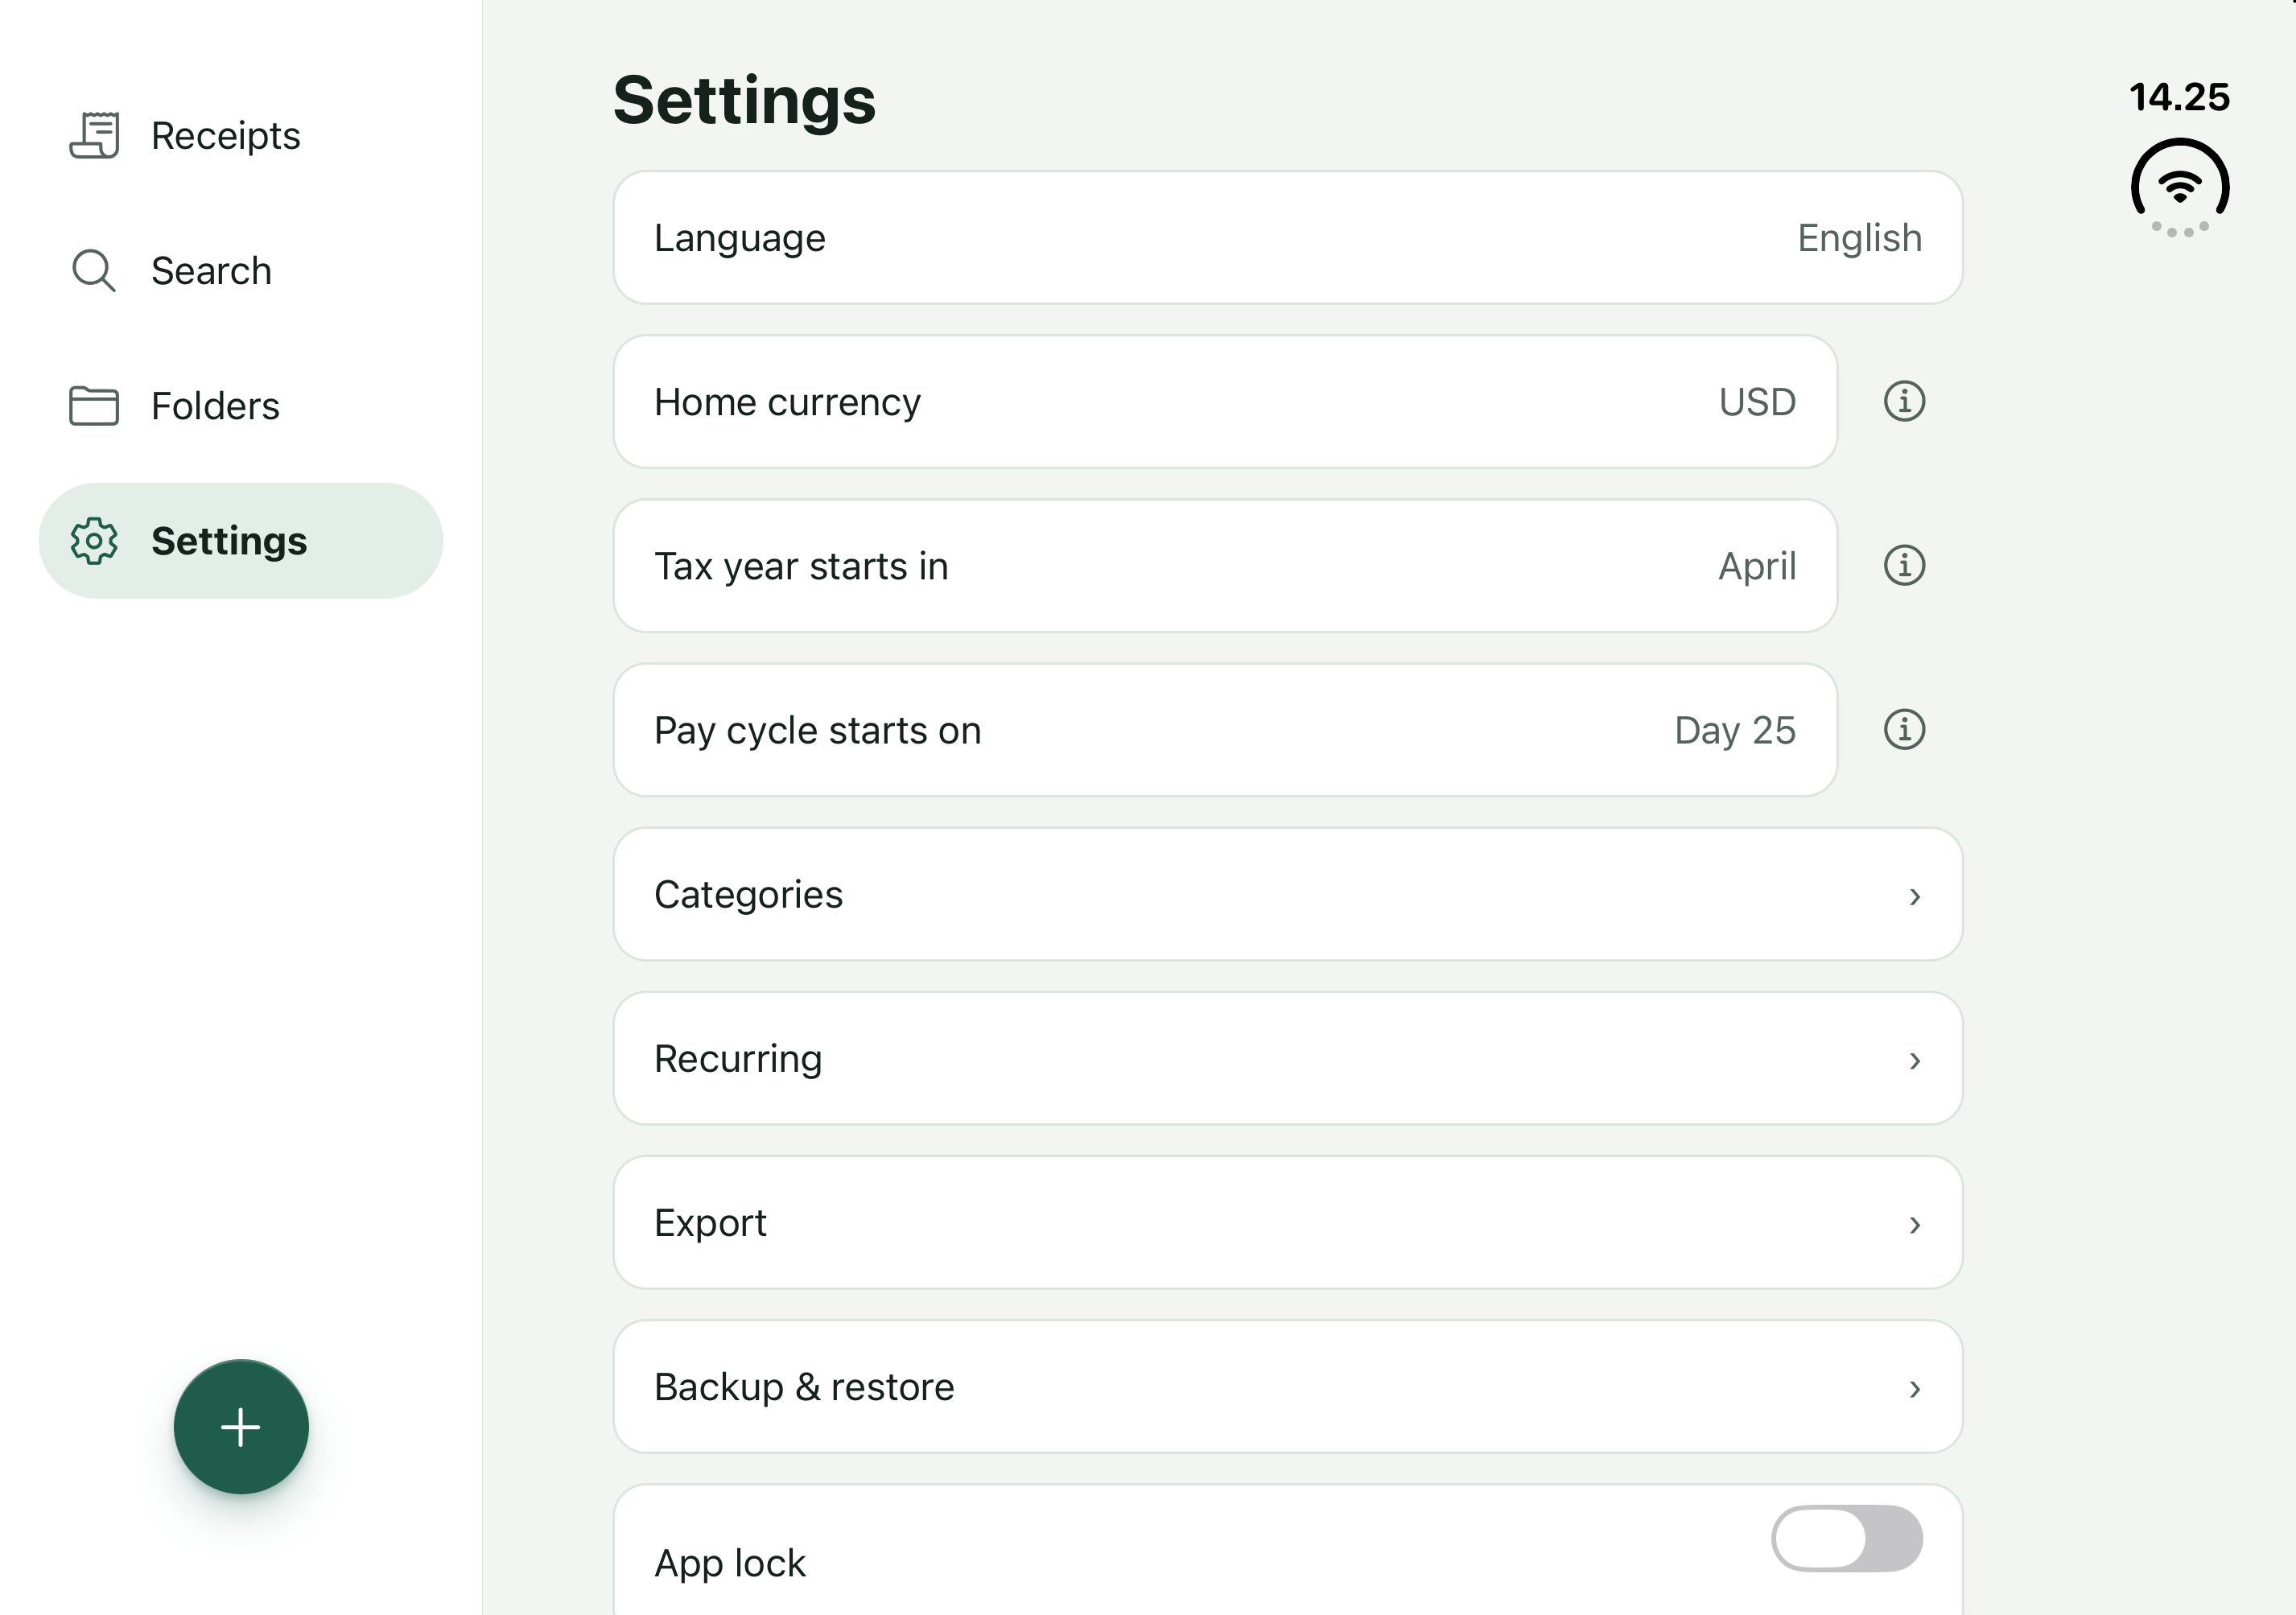 Receipts
Search
Folders
Settings
Settings
14.25
Language English
Home currency USD
Tax year starts in April
Pay cycle starts on Day 25
Categories ›
Recurring ›
Export ›
Backup & restore ›
App lock